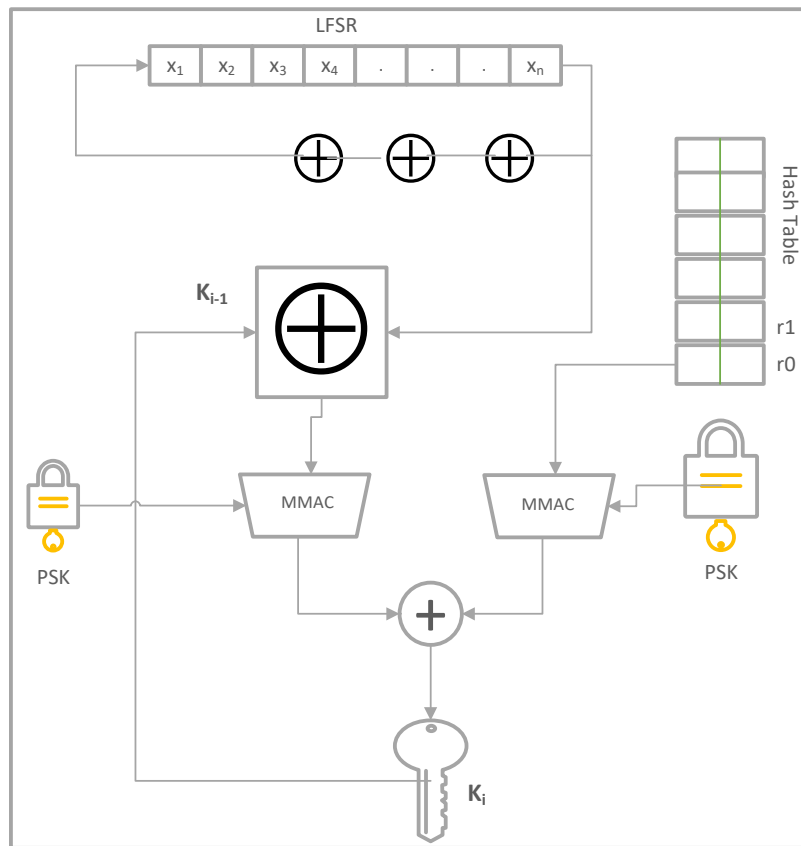 LFSR
x₁ x₂ x₃ x₄ . . . xₙ
Hash Table
r1
r0
Kᵢ₋₁
MMAC
MMAC
PSK
PSK
Kᵢ